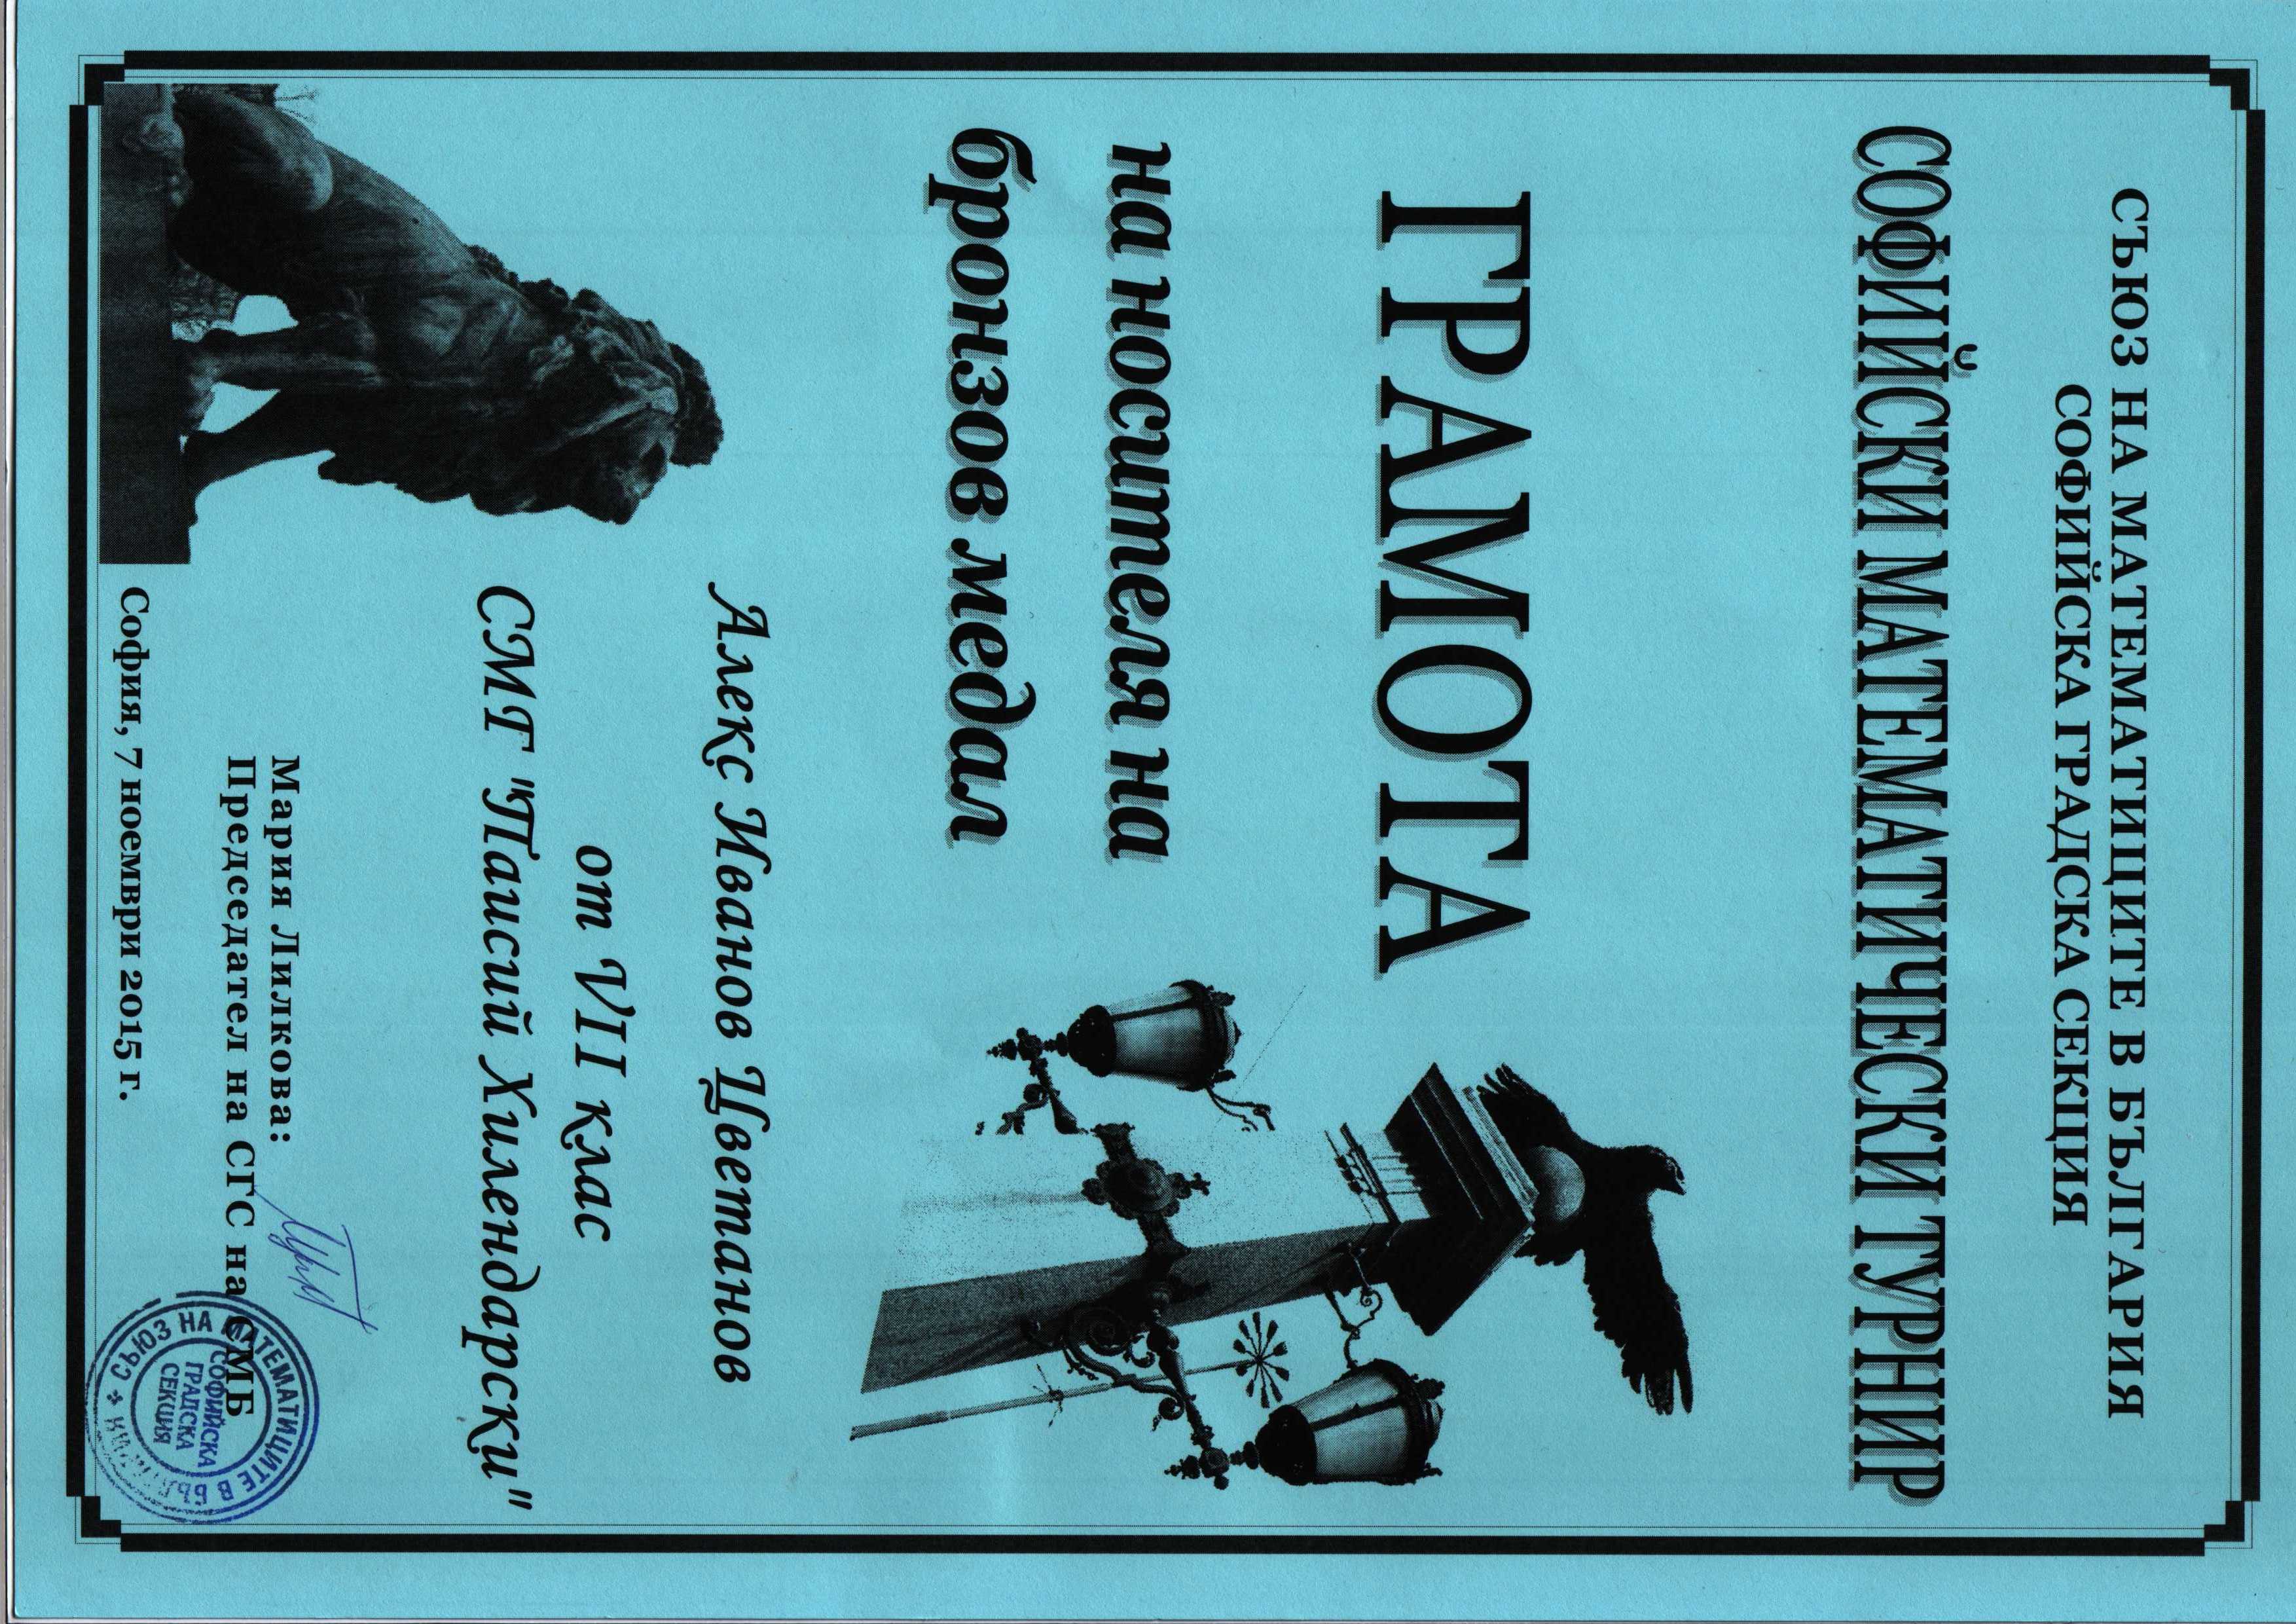 СЪЮЗ НА МАТЕМАТИЦИТЕ В БЪЛГАРИЯ
СОФИЙСКА ГРАДСКА СЕКЦИЯ
СОФИЙСКИ МАТЕМАТИЧЕСКИ ТУРНИР
ГРАМОТА
на носителя на
бронзов медал
Алекс Иванов Цветанов
от VII клас
СМГ "Паисий Хилендарски"
Мария Лилкова:
Председател на СГС на СМБ
София, 7 ноември 2015 г.
СЪЮЗ НА МАТЕМАТИЦИТЕ В
СОФИЙСКА
ГРАДСКА
СЕКЦИЯ